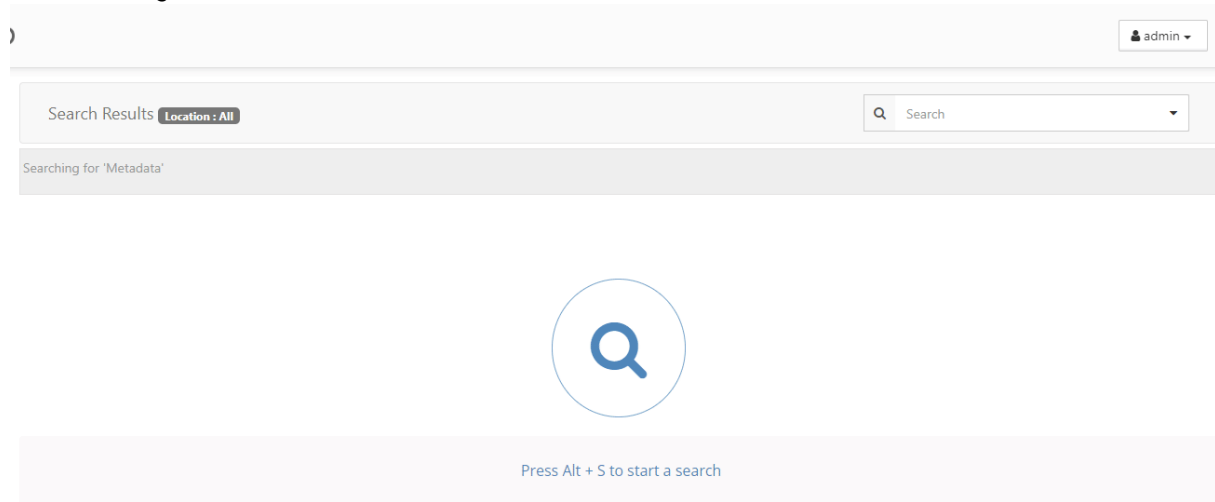 admin
Search Results Location : All
Search
Searching for 'Metadata'
Press Alt + S to start a search